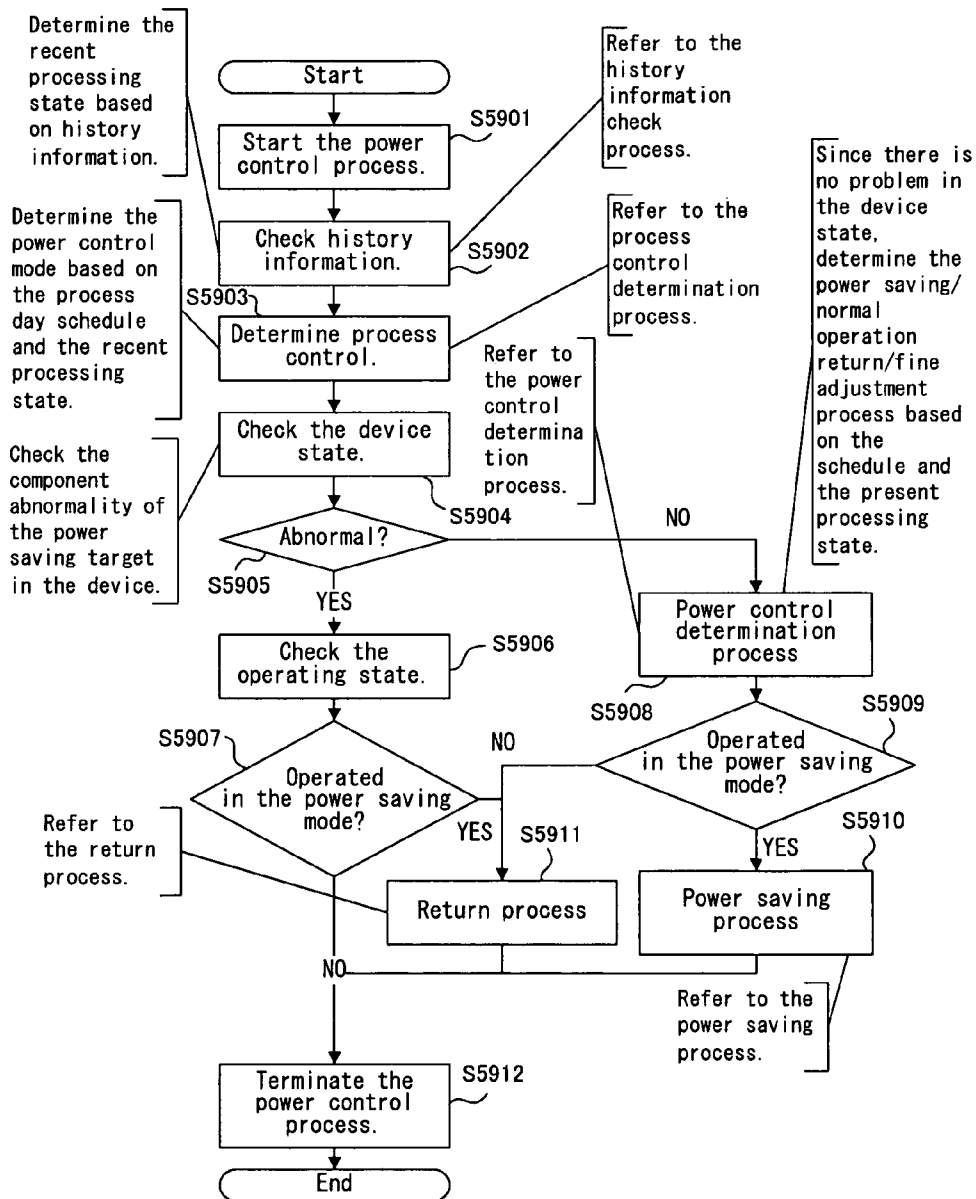 Determine the
recent
processing
state based
on history
information.
Start
Refer to the
history
information
check
process.
S5901
Start the power
control process.
Since there is
no problem in
the device
state,
determine the
power saving/
normal
operation
return/fine
adjustment
process based
on the
schedule and
the present
processing
state.
Determine the
power control
mode based on
the process
day schedule
and the recent
processing
state.
Check history
information.
S5902
Refer to the
process
control
determination
process.
S5903
Determine process
control.
Refer to
the power
control
determina
tion
process.
Check the device
state.
S5904
Check the
component
abnormality of
the power
saving target
in the device.
Abnormal?
NO
S5905
YES
Power control
determination
process
S5908
Check the
operating state.
S5906
S5907
Operated
in the power saving
mode?
NO
YES
S5909
Operated
in the power saving
mode?
YES
S5910
Refer to
the return
process.
S5911
Return process
Power saving
process
NO
Refer to the
power saving
process.
Terminate the
power control
process.
S5912
End